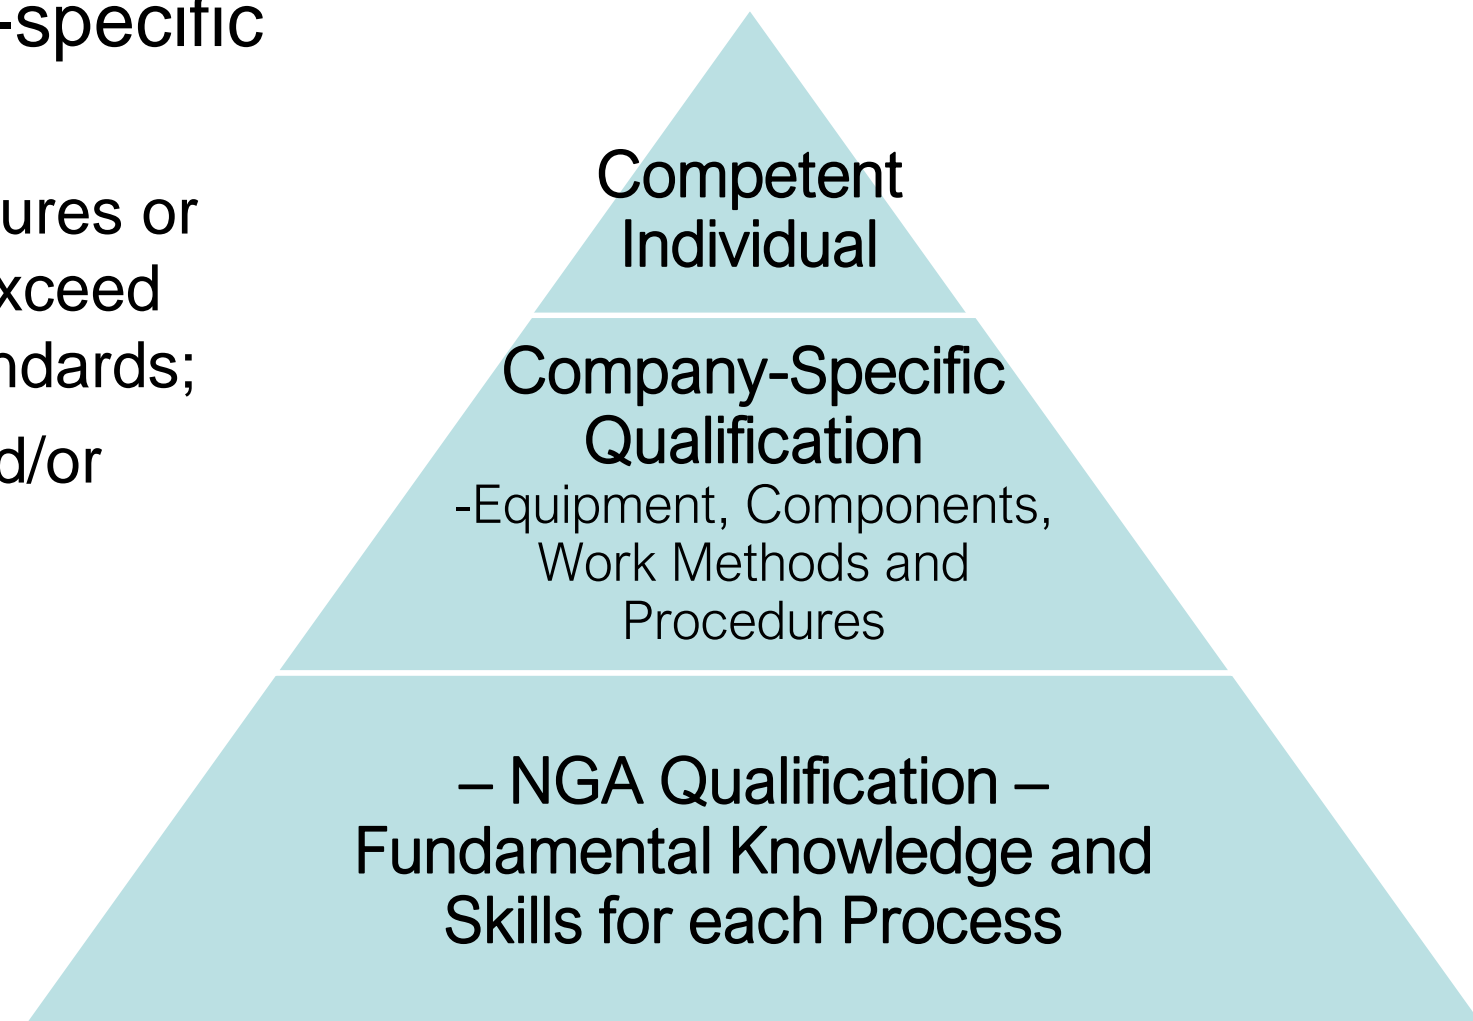 -specific
ures or
xceed
ndards;
d/or
Competent
Individual
Company-Specific
Qualification
-Equipment, Components,
Work Methods and
Procedures
– NGA Qualification –
Fundamental Knowledge and
Skills for each Process